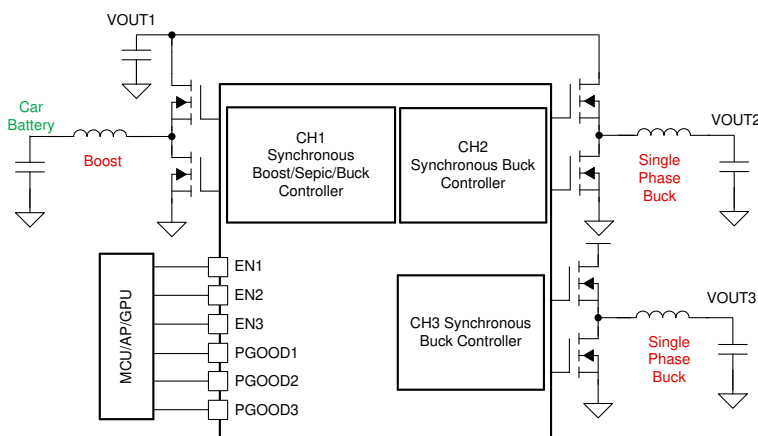 VOUT1
Car
Battery
Boost
CH1
Synchronous
Boost/Sepic/Buck
Controller
CH2
Synchronous Buck
Controller
VOUT2
Single
Phase
Buck
MCU/AP/GPU
EN1
EN2
EN3
PGOOD1
PGOOD2
PGOOD3
CH3 Synchronous
Buck Controller
VOUT3
Single
Phase
Buck